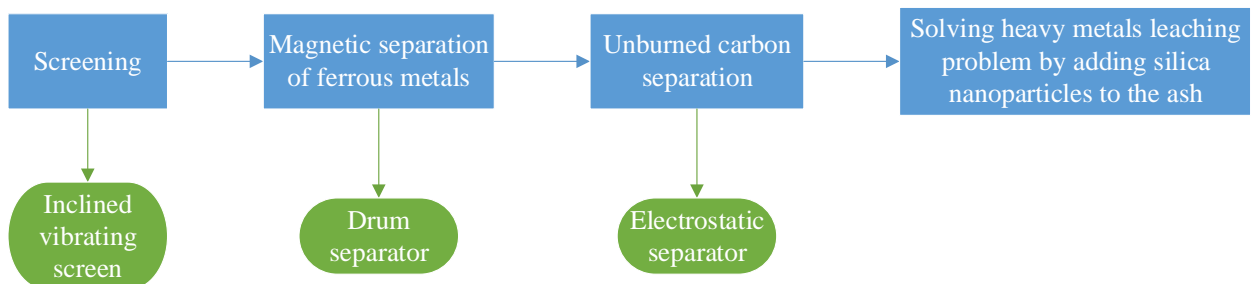 Screening
Magnetic separation
of ferrous metals
Unburned carbon
separation
Solving heavy metals leaching
problem by adding silica
nanoparticles to the ash
Inclined
vibrating
screen
Drum
separator
Electrostatic
separator